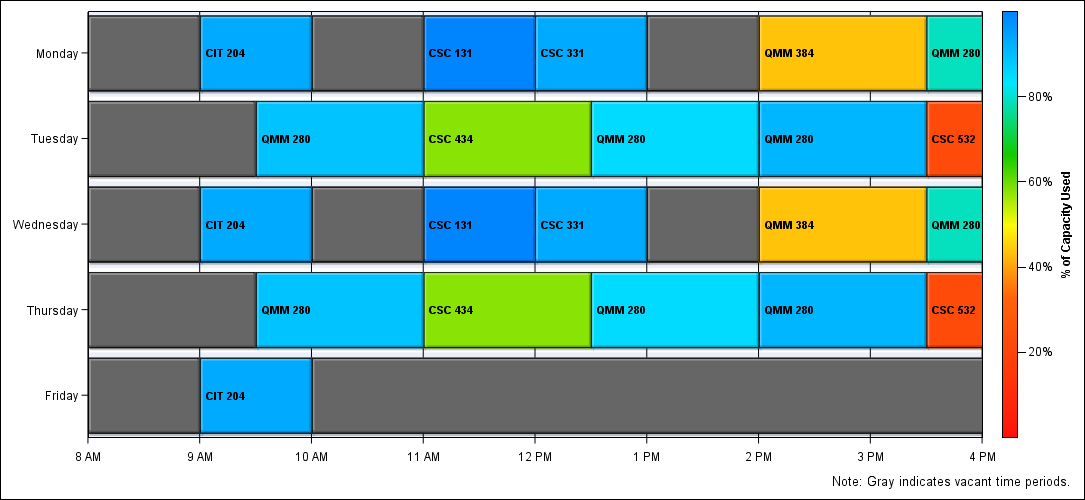 Monday CIT 204 CSC 131 CSC 331 QMM 384 QMM 280
Tuesday QMM 280 CSC 434 QMM 280 QMM 280 CSC 532
Wednesday CIT 204 CSC 131 CSC 331 QMM 384 QMM 280
Thursday QMM 280 CSC 434 QMM 280 QMM 280 CSC 532
Friday CIT 204
8 AM 9 AM 10 AM 11 AM 12 PM 1 PM 2 PM 3 PM 4 PM
80%
60%
40%
20%
% of Capacity Used
Note: Gray indicates vacant time periods.